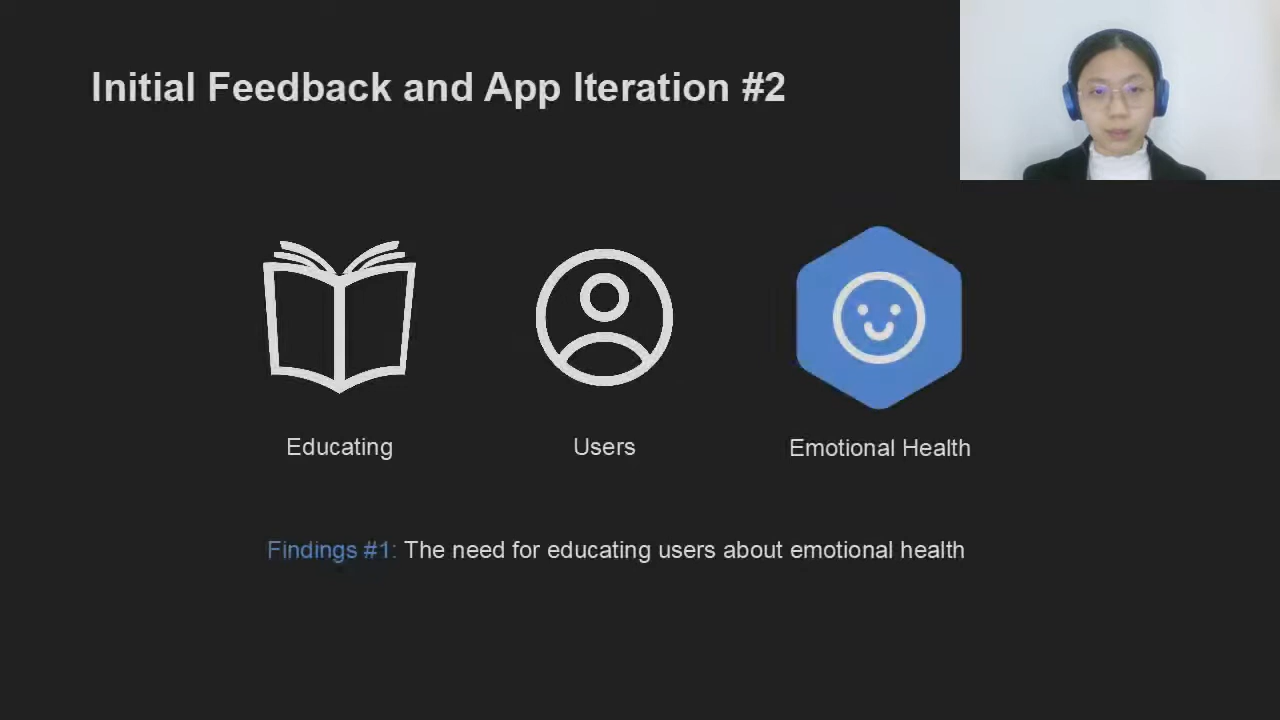 Initial Feedback and App Iteration #2
Educating
Users
Emotional Health
Findings #1: The need for educating users about emotional health